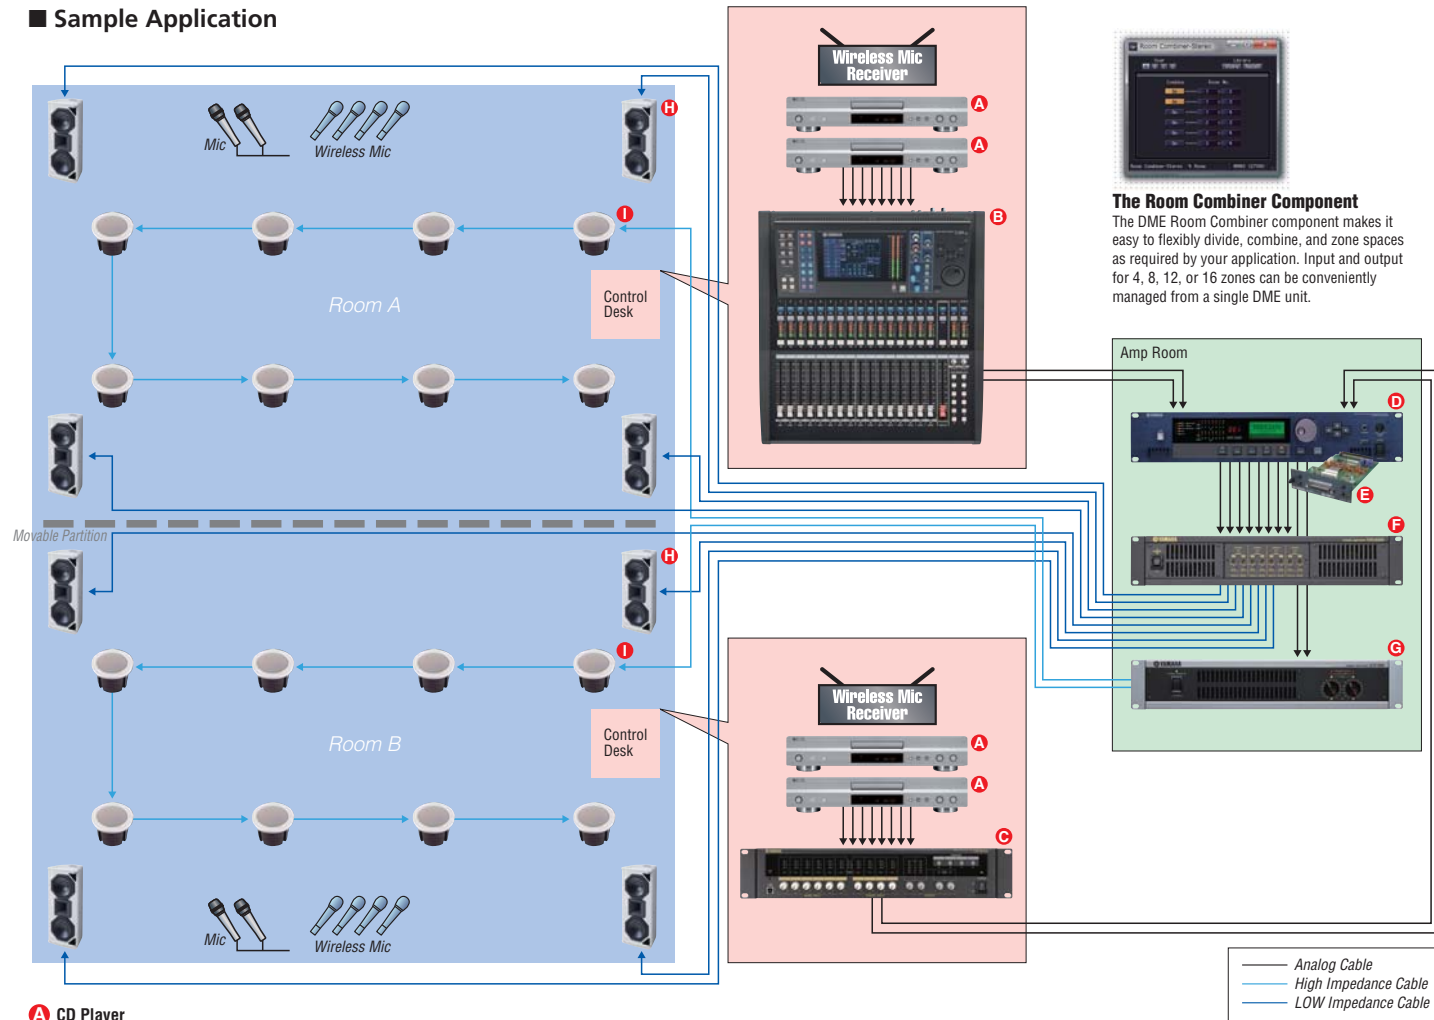 ■ Sample Application
Wireless Mic
Receiver
A
A
B
H
Mic
Wireless Mic
I
Room A
Control
Desk
Room Combiner-Stereo
The Room Combiner Component
The DME Room Combiner component makes it
easy to flexibly divide, combine, and zone spaces
as required by your application. Input and output
for 4, 8, 12, or 16 zones can be conveniently
managed from a single DME unit.
Amp Room
D
E
F
G
YAMAHA
Movable Partition
H
I
Room B
Control
Desk
Wireless Mic
Receiver
A
A
C
Mic
Wireless Mic
Analog Cable
High Impedance Cable
LOW Impedance Cable
A CD Player